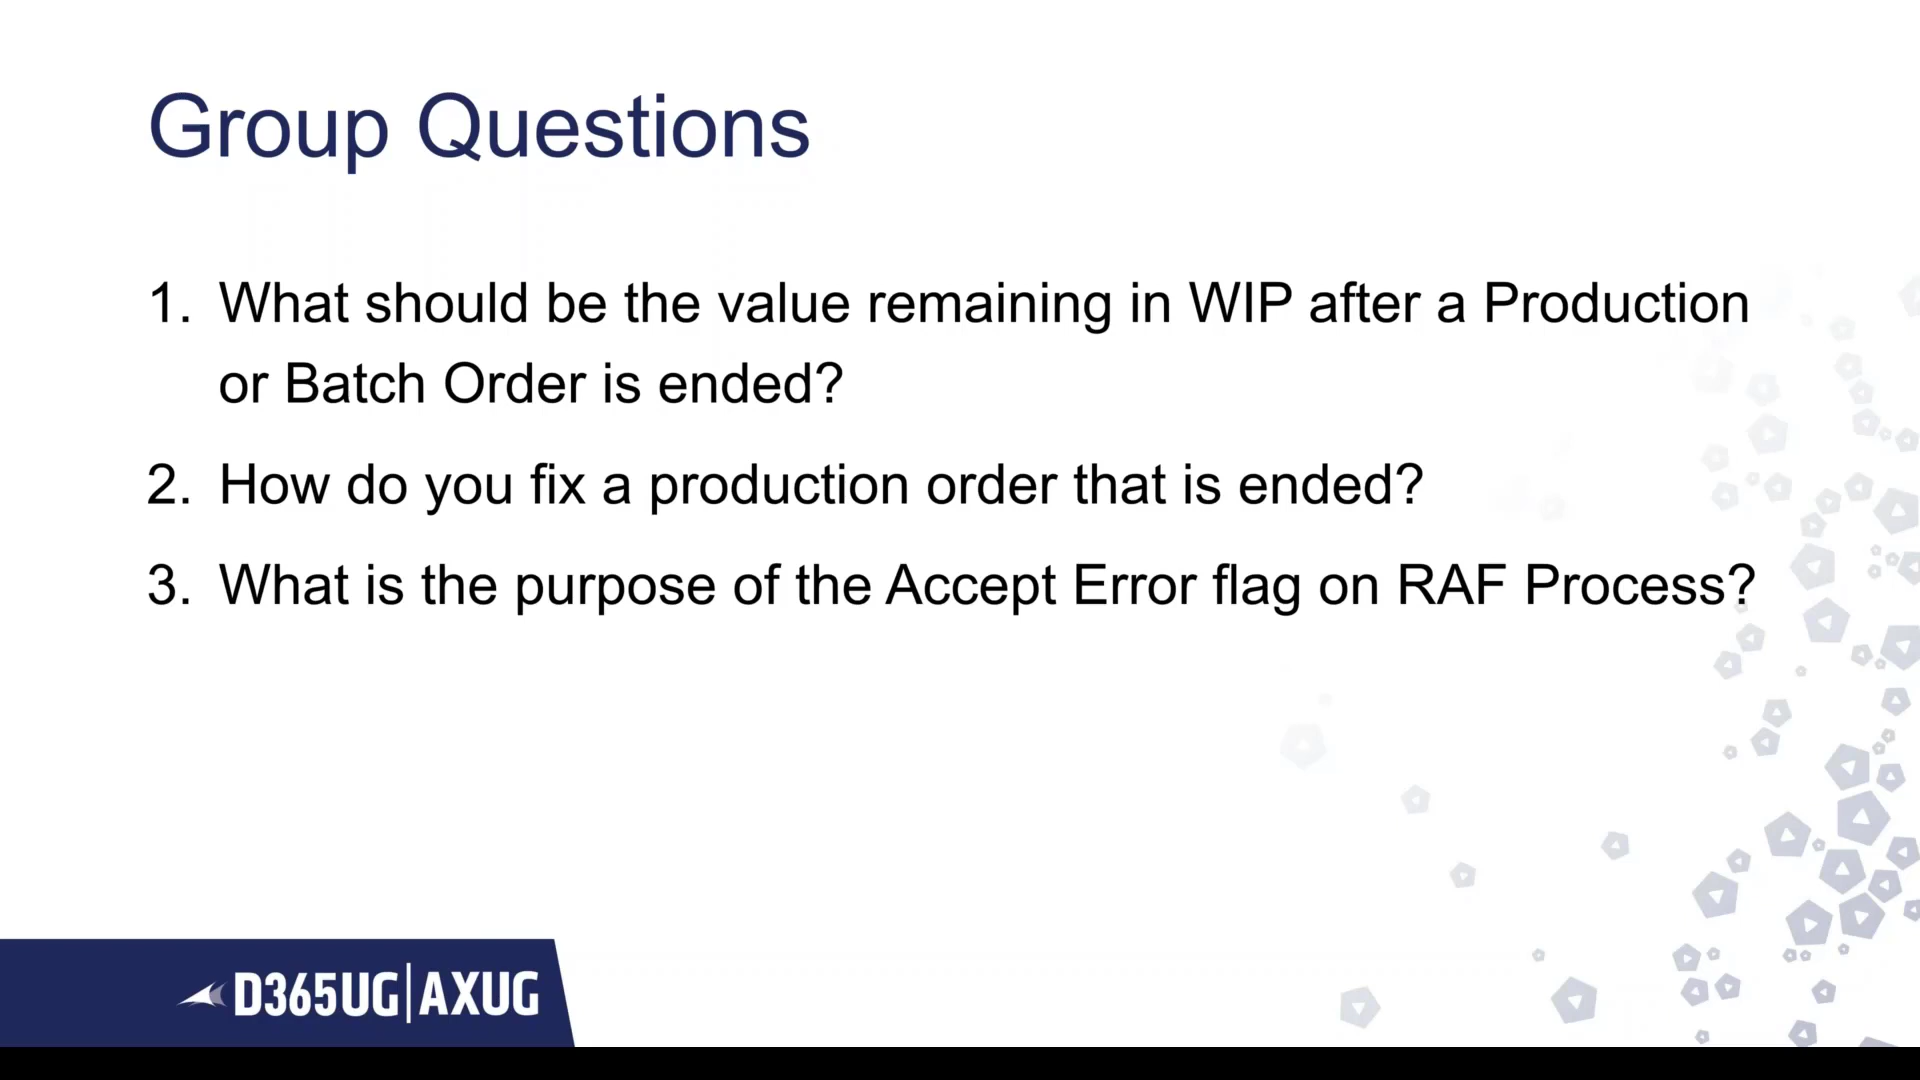 Group Questions
1. What should be the value remaining in WIP after a Production
or Batch Order is ended?
2. How do you fix a production order that is ended?
3. What is the purpose of the Accept Error flag on RAF Process?
D365UG|AXUG